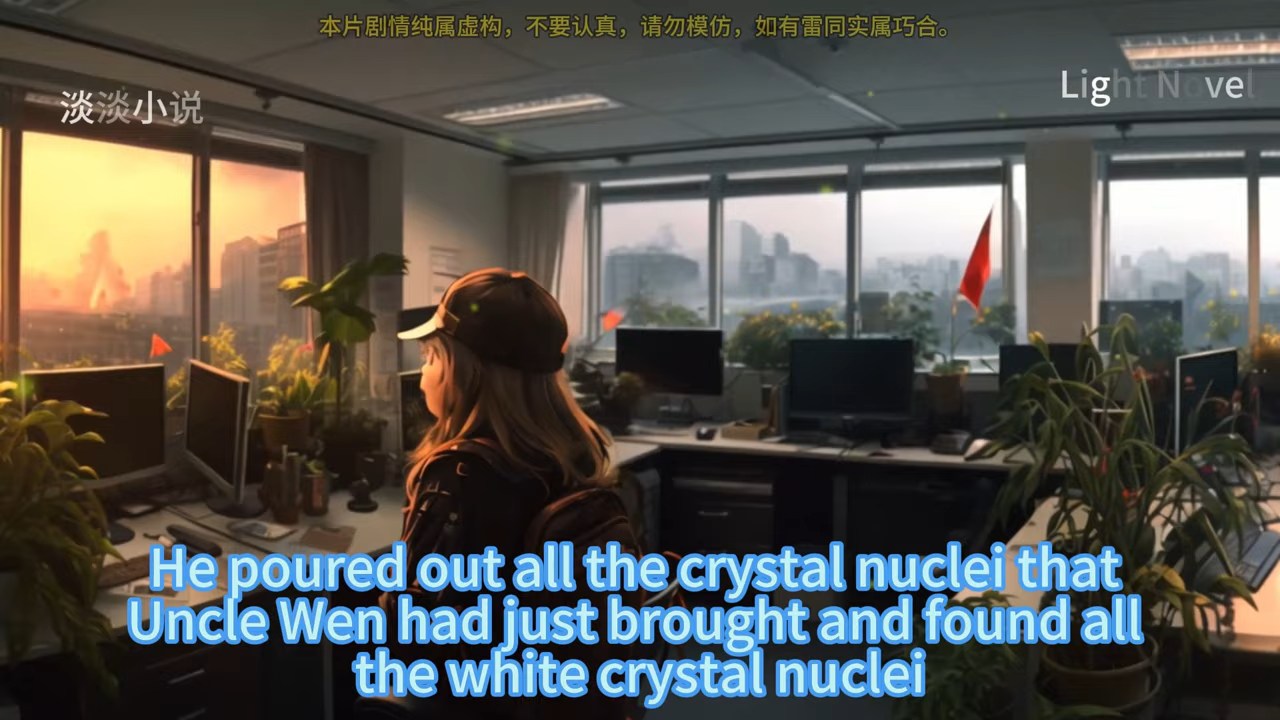 本片剧情纯属虚构，不要认真，请勿模仿，如有雷同实属巧合。
淡淡小说
Light Novel
He poured out all the crystal nuclei that
Uncle Wen had just brought and found all
the white crystal nuclei